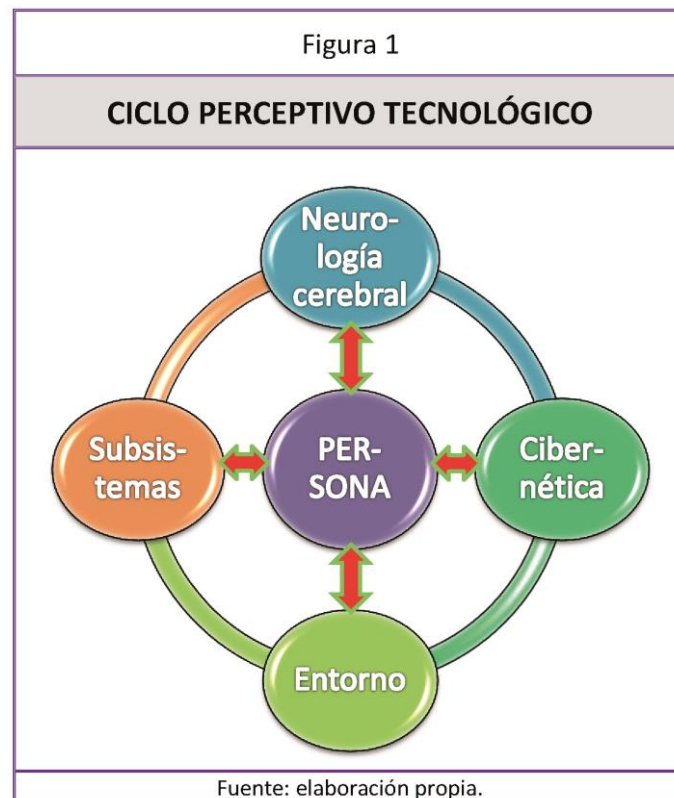 Figura 1
CICLO PERCEPTIVO TECNOLÓGICO
Neuro-
logía
cerebral
Subsis-
temas
PER-
SONA
Ciber-
nética
Entorno
Fuente: elaboración propia.